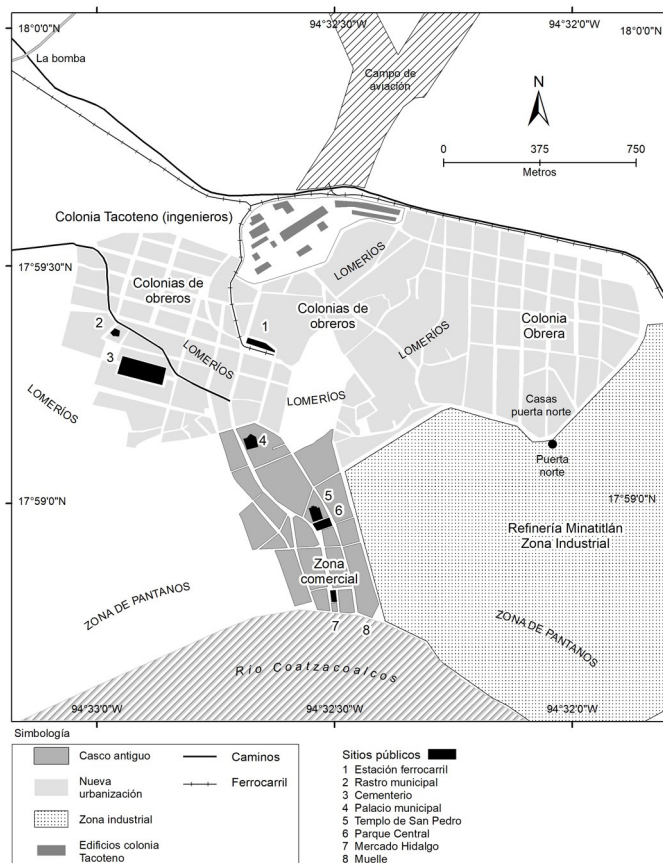 94°33'0"W
94°32'30"W
94°32'0"W
18°0'0"N
18°0'0"N
La bomba
Campo de
aviación
N
0
375
750
Metros
Colonia Tacoteno (ingenieros)
17°59'30"N
LOMERÍOS
Colonias de
obreros
Colonias de
obreros
LOMERÍOS
Colonia
Obrera
1
2
3
LOMERÍOS
LOMERÍOS
LOMERÍOS
Casas
puerta norte
4
Puerta
norte
17°59'0"N
17°59'0"N
5
6
Refinería Minatitlán
Zona Industrial
Zona
comercial
ZONA DE PANTANOS
ZONA DE PANTANOS
7
8
Río Coatzacoalcos
94°33'0"W
94°32'30"W
94°32'0"W
Simbología
Casco antiguo
Nueva
urbanización
Zona industrial
Edificios colonia
Tacoteno
Caminos
Ferrocarril
Sitios públicos
1 Estación ferrocarril
2 Rastro municipal
3 Cementerio
4 Palacio municipal
5 Templo de San Pedro
6 Parque Central
7 Mercado Hidalgo
8 Muelle